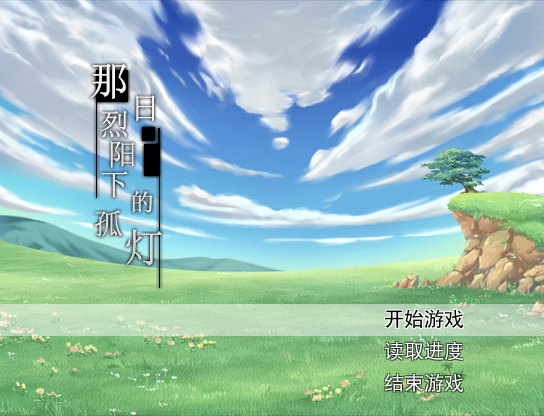 那日
烈阳下
孤的灯
开始游戏
读取进度
结束游戏